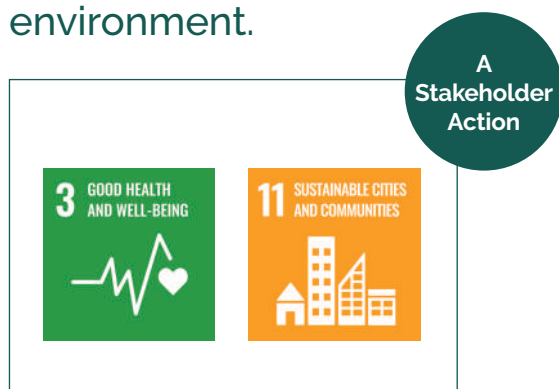 environment.
A
Stakeholder
Action
3 GOOD HEALTH
AND WELL-BEING
11 SUSTAINABLE CITIES
AND COMMUNITIES